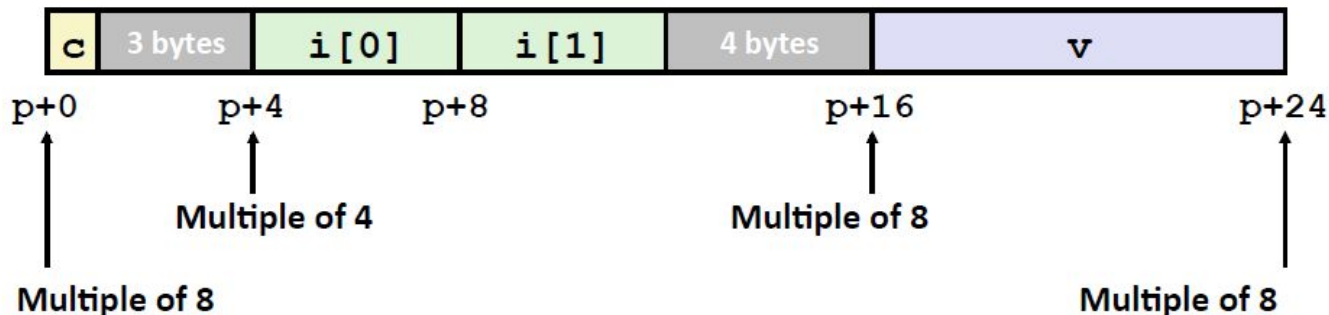 c 3 bytes i[0] i[1] 4 bytes v
p+0 p+4 p+8 p+16 p+24
Multiple of 4 Multiple of 8
Multiple of 8 Multiple of 8